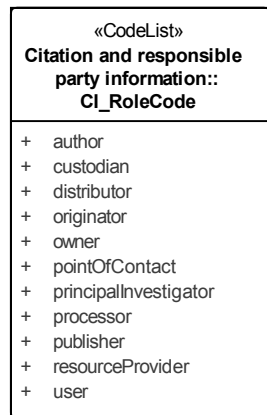 «CodeList»
Citation and responsible
party information::
CI_RoleCode
+ author
+ custodian
+ distributor
+ originator
+ owner
+ pointOfContact
+ principalInvestigator
+ processor
+ publisher
+ resourceProvider
+ user